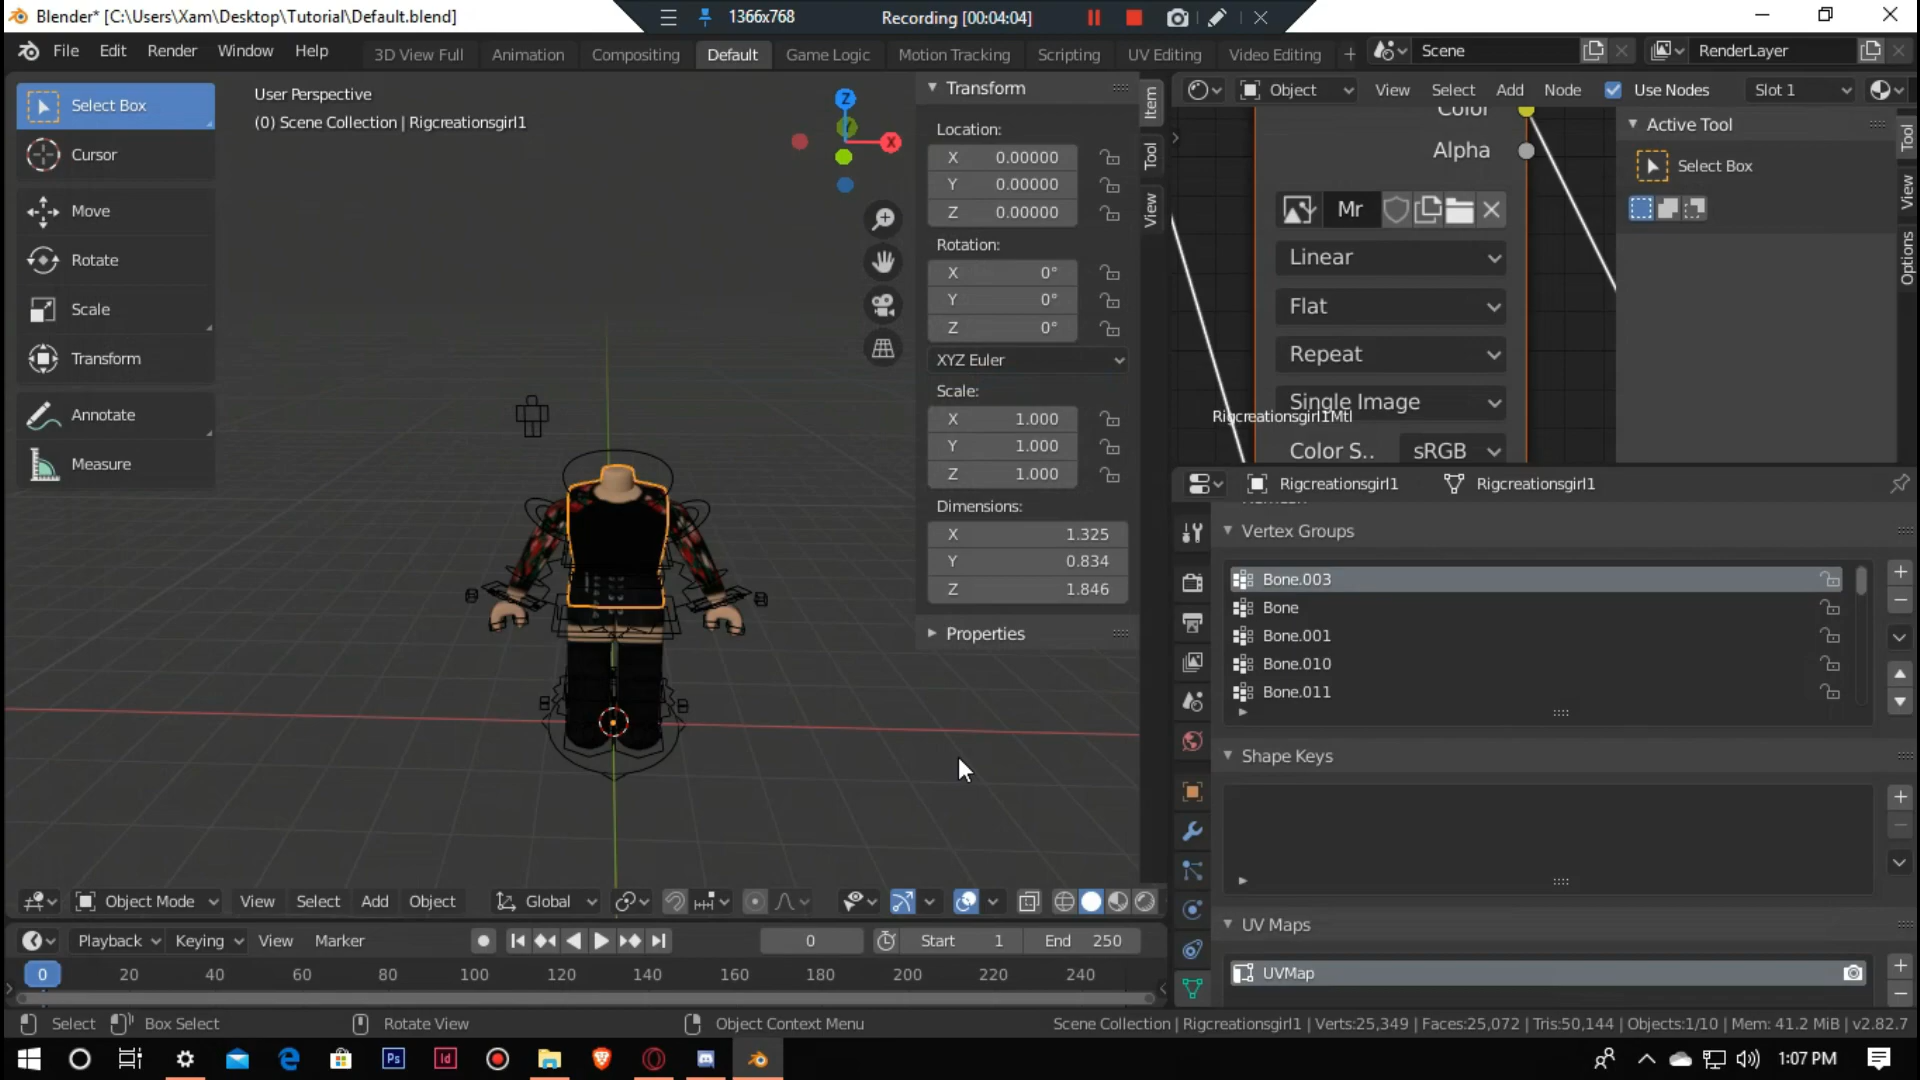 Blender* [C:\Users\Xam\Desktop\Tutorial\Default.blend]
1366x768
Recording [00:04:04]
File Edit Render Window Help
3D View Full Animation Compositing Default Game Logic Motion Tracking Scripting UV Editing Video Editing +
Scene
RenderLayer
Select Box
Cursor
Move
Rotate
Scale
Transform
Annotate
Measure
User Perspective
(0) Scene Collection | Rigcreationsgirl1
Z
Y
X
Transform
Location:
X 0.00000
Y 0.00000
Z 0.00000
Rotation:
X 0°
Y 0°
Z 0°
XYZ Euler
Scale:
X 1.000
Y 1.000
Z 1.000
Dimensions:
X 1.325
Y 0.834
Z 1.846
Properties
Item
Tool
View
Object View Select Add Node Use Nodes Slot 1
Color
Alpha
Mr
Linear
Flat
Repeat
Single Image
Rigcreationsgirl1Mtl
Color S.. sRGB
Active Tool
Select Box
Tool
View
Options
Rigcreationsgirl1 Rigcreationsgirl1
Vertex Groups
Bone.003
Bone
Bone.001
Bone.010
Bone.011
Shape Keys
UV Maps
UVMap
Object Mode View Select Add Object Global
Playback Keying View Marker 0 Start 1 End 250
0 20 40 60 80 100 120 140 160 180 200 220 240
Select Box Select Rotate View Object Context Menu
Scene Collection | Rigcreationsgirl1 | Verts:25,349 | Faces:25,072 | Tris:50,144 | Objects:1/10 | Mem: 41.2 MiB | v2.82.7
Ps
Id
1:07 PM